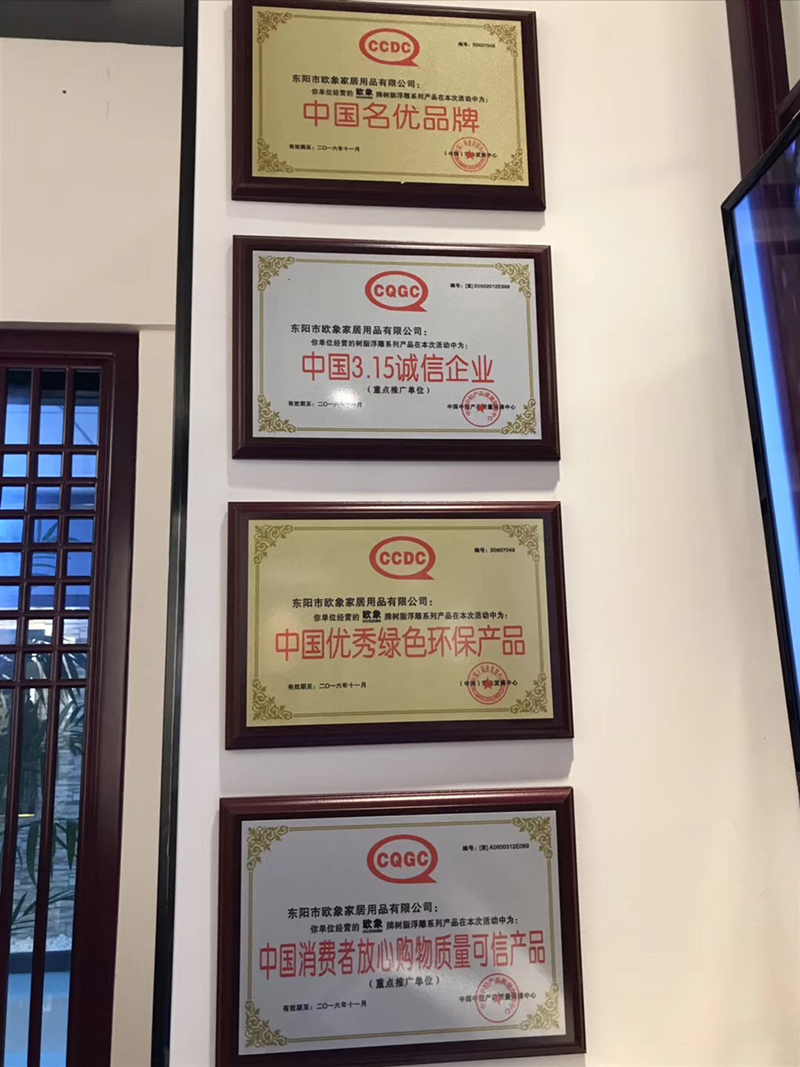 CCDC
编号：S0607048
东阳市欧象家居用品有限公司：
你单位经营的 欧象 牌树脂浮雕系列产品在本次活动中为：
中国名优品牌
有效期至：二〇一六年十一月
CQGC
东阳市欧象家居用品有限公司：
你单位经营的树脂浮雕系列产品在本次活动中为：
中国3.15诚信企业
（重点推广单位）
有效期至：二〇一六年十一月
CCDC
编号：S0607049
东阳市欧象家居用品有限公司：
你单位经营的 欧象 牌树脂浮雕系列产品在本次活动中为：
中国优秀绿色环保产品
有效期至：二〇一六年十一月
CQGC
东阳市欧象家居用品有限公司：
你单位经营的 欧象 牌树脂浮雕系列产品在本次活动中为：
中国消费者放心购物质量可信产品
（重点推广单位）
有效期至：二〇一六年十一月